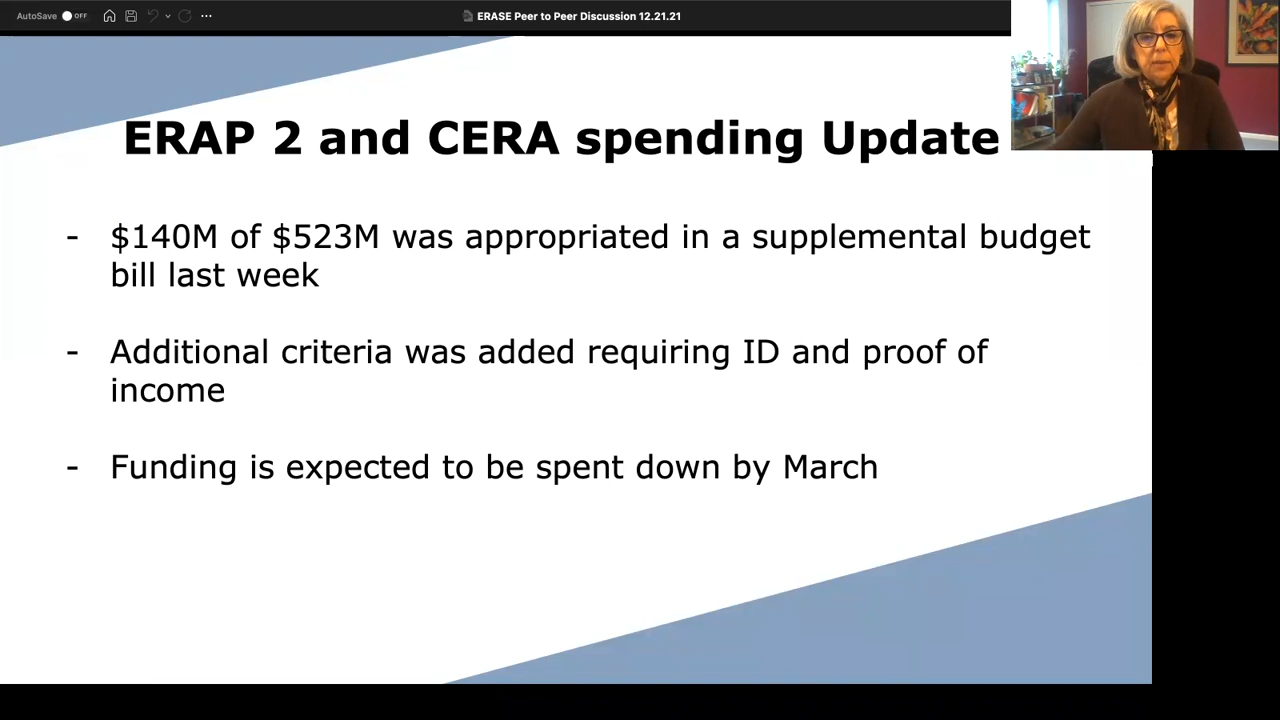 AutoSave OFF
ERASE Peer to Peer Discussion 12.21.21
ERAP 2 and CERA spending Update
- $140M of $523M was appropriated in a supplemental budget
bill last week
- Additional criteria was added requiring ID and proof of
income
- Funding is expected to be spent down by March